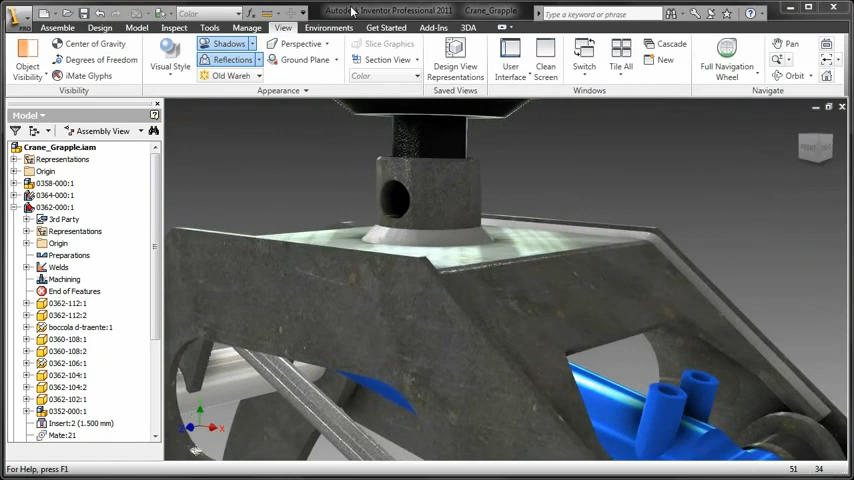 Color
Autodesk Inventor Professional 2011 Crane_Grapple
Type a keyword or phrase
PRO
Assemble Design Model Inspect Tools Manage View Environments Get Started Add-Ins 3DA
Object Visibility
Center of Gravity
Degrees of Freedom
iMate Glyphs
Visibility
Visual Style
Shadows
Reflections
Old Wareh
Perspective
Ground Plane
Slice Graphics
Section View
Color
Appearance
Design View Representations
Saved Views
User Interface
Clean Screen
Switch
Tile All
Cascade
New
Windows
Full Navigation Wheel
Pan
Orbit
Navigate
Model
Assembly View
Crane_Grapple.iam
Representations
Origin
0358-000:1
0364-000:1
0362-000:1
3rd Party
Representations
Origin
Preparations
Welds
Machining
End of Features
0362-112:1
0362-112:2
boccola d-traente:1
0360-108:1
0360-108:2
0362-106:1
0362-104:1
0362-104:2
0362-102:1
0352-000:1
Insert:2 (1.500 mm)
Mate:21
FRONT
X
For Help, press F1
51 34